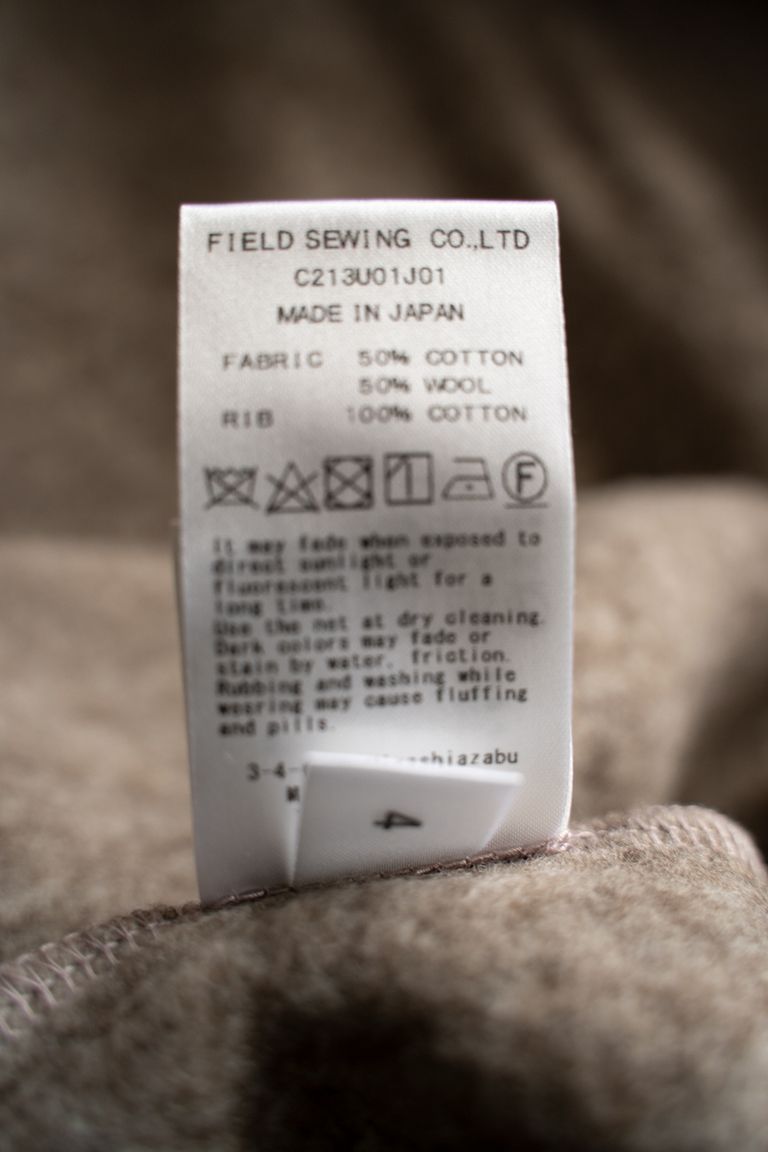 FIELD SEWING CO.,LTD
C213U01J01
MADE IN JAPAN
FABRIC 50% COTTON
50% WOOL
RIB 100% COTTON
F
It may fade when exposed to
direct sunlight or
fluorescent light for a
long time.
Use the net at dry cleaning.
Dark colors may fade or
stain by water, friction.
Rubbing and washing while
wearing may cause fluffing
and pills.
3-4-
4